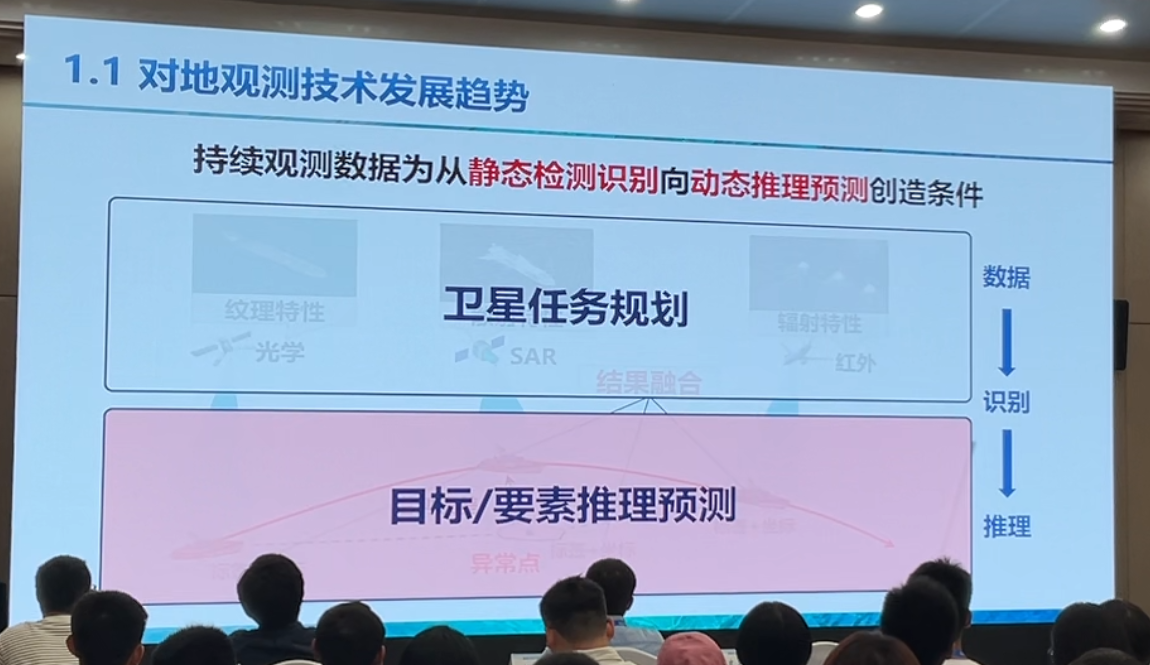 1.1 对地观测技术发展趋势
持续观测数据为从静态检测识别向动态推理预测创造条件
数据
卫星任务规划
纹理特性
辐射特性
光学
SAR
红外
结果融合
识别
目标/要素推理预测
推理
异常点